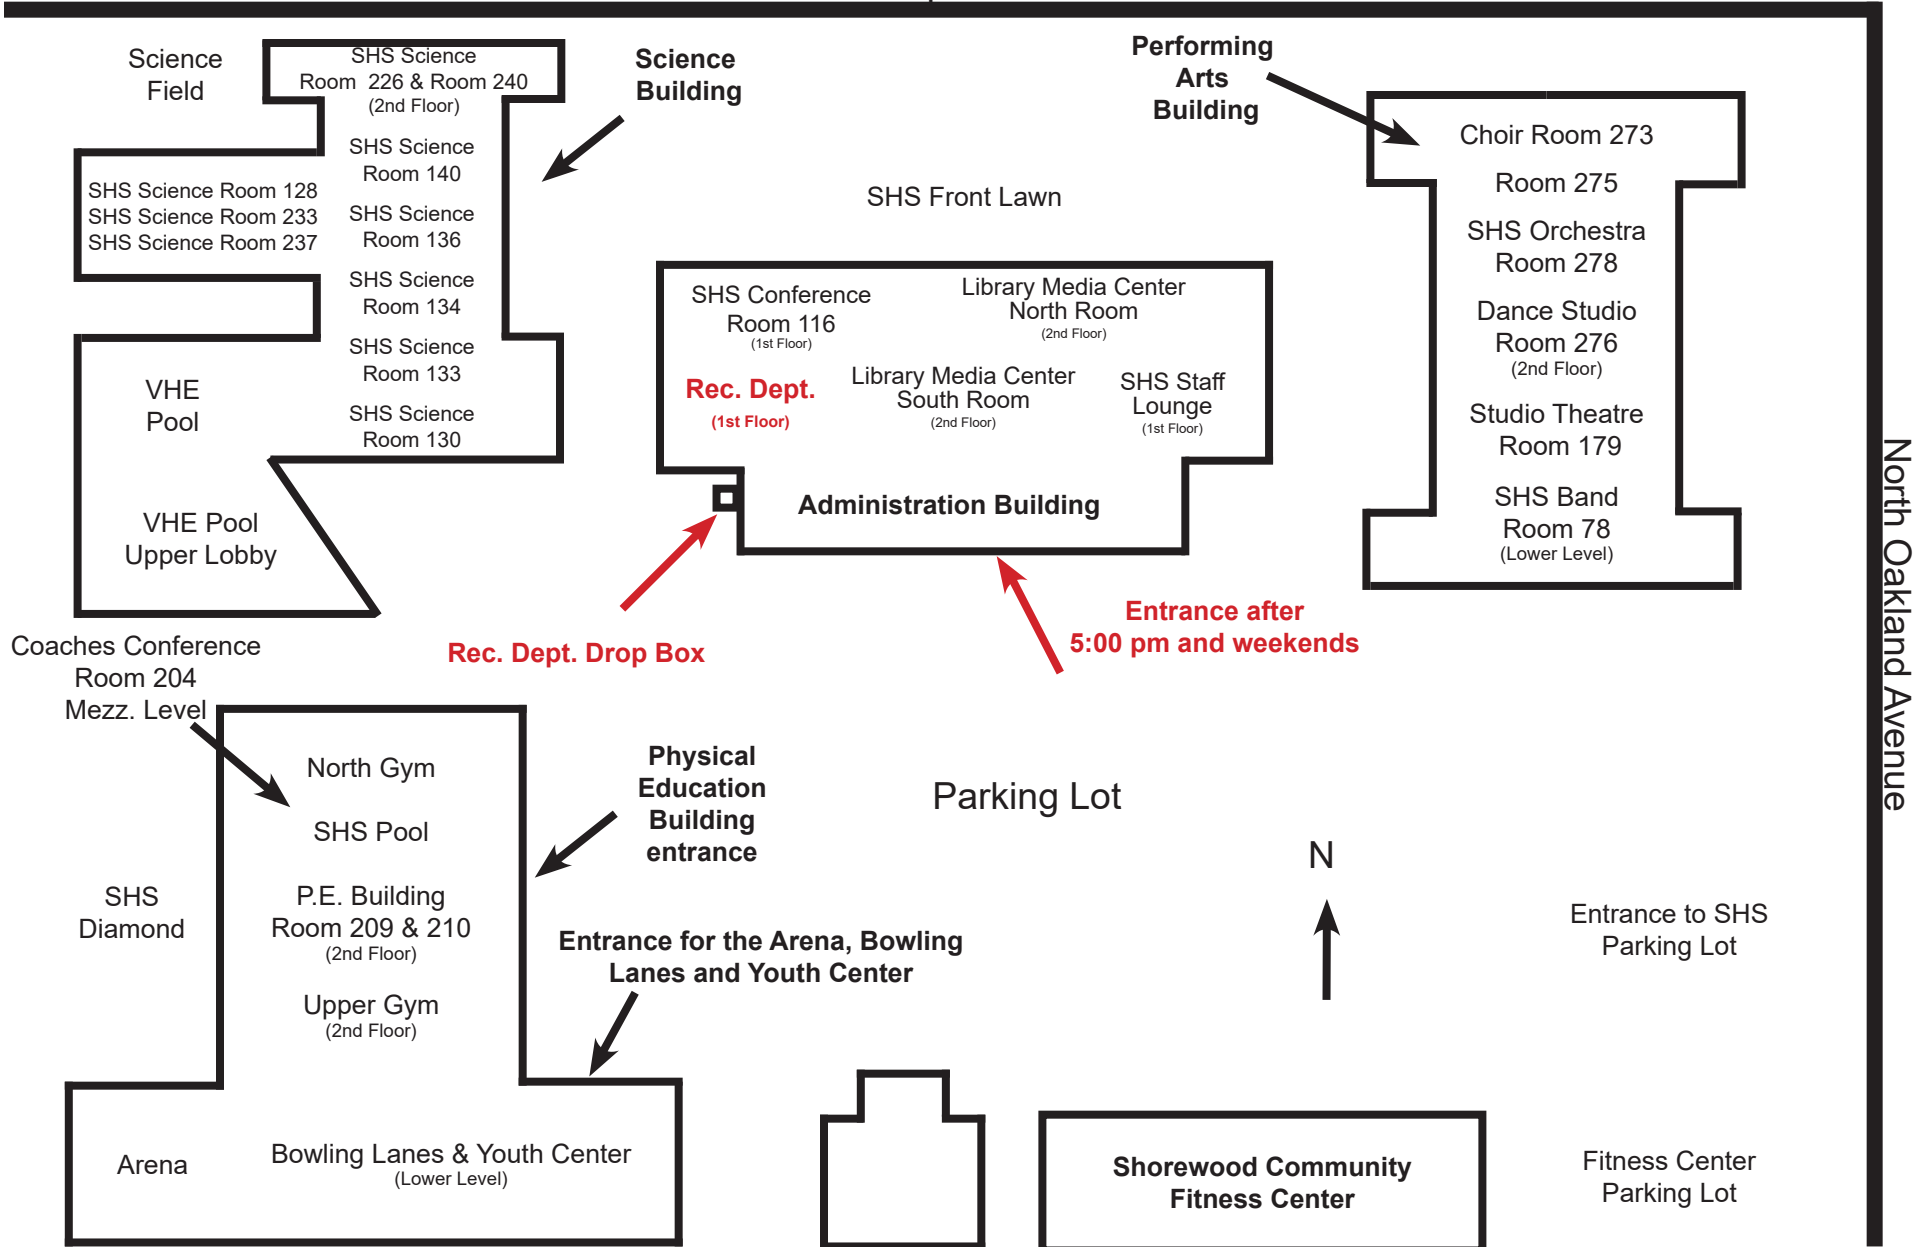 Science
Field
SHS Science
Room 226 & Room 240
(2nd Floor)
SHS Science
Room 140
SHS Science Room 128
SHS Science Room 233
SHS Science Room 237
SHS Science
Room 136
SHS Science
Room 134
SHS Science
Room 133
SHS Science
Room 130
VHE
Pool
VHE Pool
Upper Lobby
Science
Building
SHS Front Lawn
SHS Conference
Room 116
(1st Floor)
Library Media Center
North Room
(2nd Floor)
Rec. Dept.
(1st Floor)
Library Media Center
South Room
(2nd Floor)
SHS Staff
Lounge
(1st Floor)
Administration Building
Rec. Dept. Drop Box
Entrance after
5:00 pm and weekends
Performing
Arts
Building
Choir Room 273
Room 275
SHS Orchestra
Room 278
Dance Studio
Room 276
(2nd Floor)
Studio Theatre
Room 179
SHS Band
Room 78
(Lower Level)
North Oakland Avenue
Coaches Conference
Room 204
Mezz. Level
North Gym
SHS Pool
P.E. Building
Room 209 & 210
(2nd Floor)
Upper Gym
(2nd Floor)
SHS
Diamond
Physical
Education
Building
entrance
Entrance for the Arena, Bowling
Lanes and Youth Center
Arena
Bowling Lanes & Youth Center
(Lower Level)
Parking Lot
N
Entrance to SHS
Parking Lot
Shorewood Community
Fitness Center
Fitness Center
Parking Lot